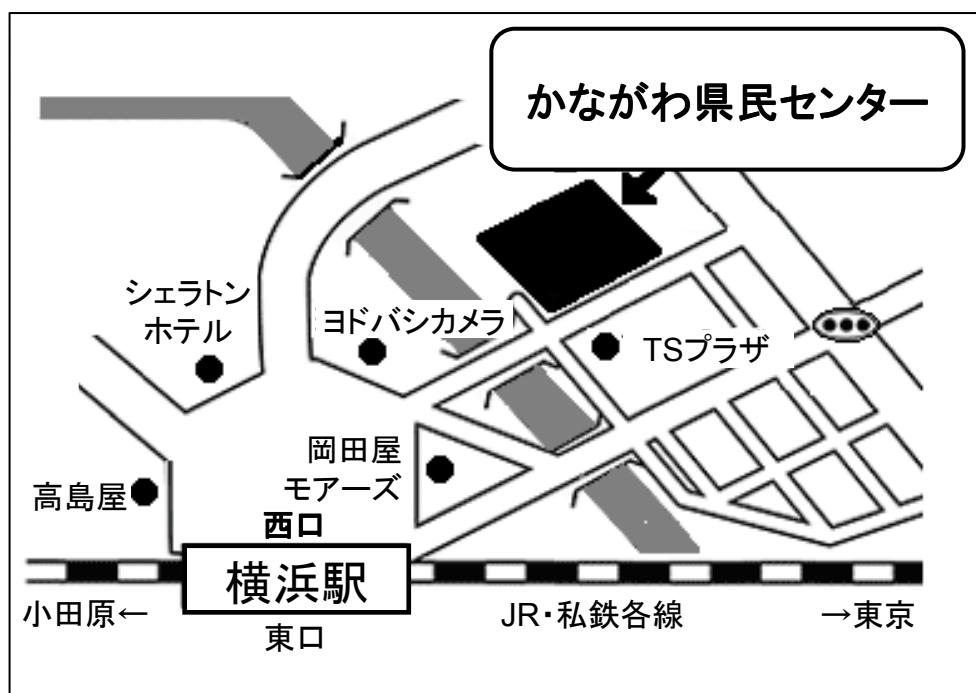 かながわ県民センター
シェラトン
ホテル
ヨドバシカメラ
TSプラザ
岡田屋
モアーズ
高島屋
西口
横浜駅
小田原←
JR・私鉄各線
→東京
東口